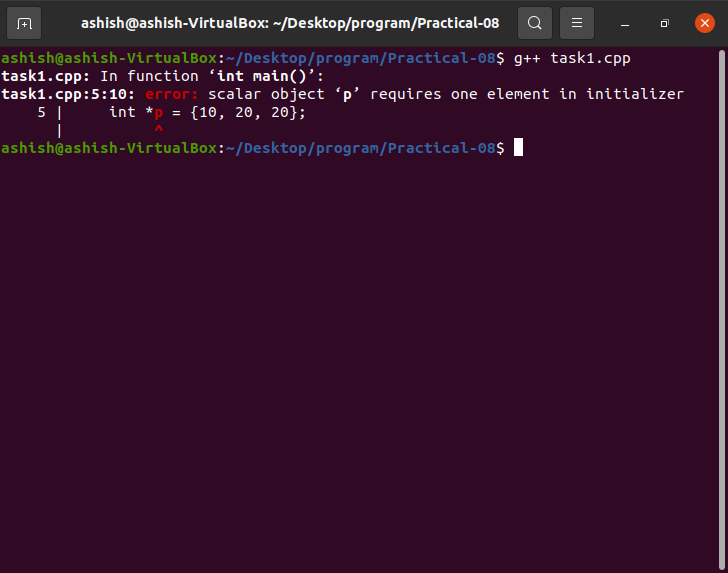 ashish@ashish-VirtualBox: ~/Desktop/program/Practical-08
ashish@ashish-VirtualBox:~/Desktop/program/Practical-08$ g++ task1.cpp
task1.cpp: In function ‘int main()’:
task1.cpp:5:10: error: scalar object ‘p’ requires one element in initializer
    5 |     int *p = {10, 20, 20};
      |          ^
ashish@ashish-VirtualBox:~/Desktop/program/Practical-08$